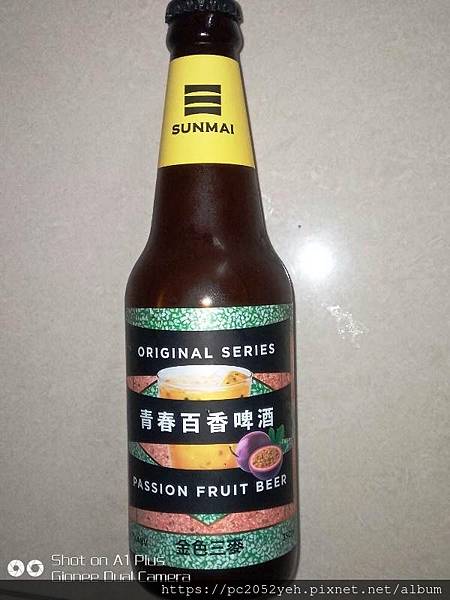 SUNMAI
ORIGINAL SERIES
青春百香啤酒
PASSION FRUIT BEER
金色三麥
Shot on A1 Plus
Gionee Dual Camera
https://pc2052yeh.pixnet.net/album